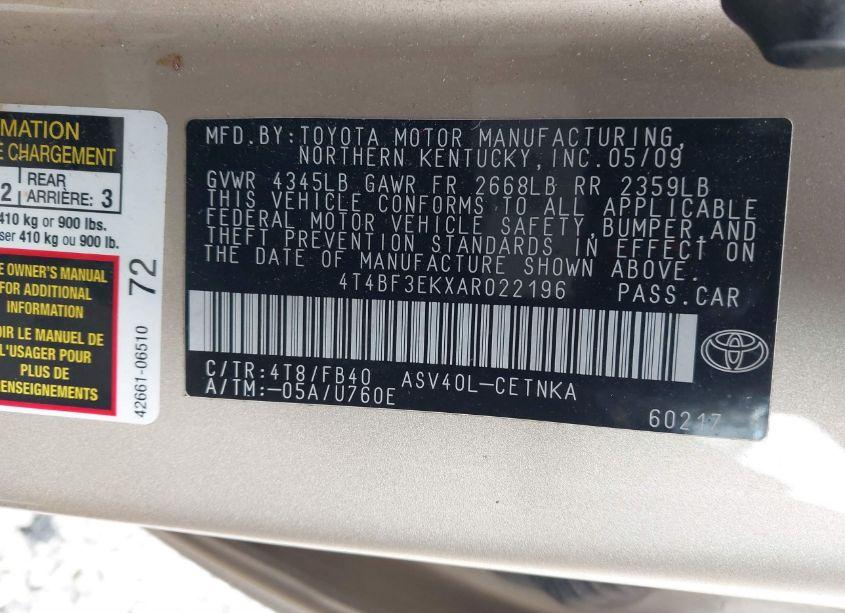 MATION
E CHARGEMENT
2 REAR ARRIÈRE: 3
410 kg or 900 lbs.
ser 410 kg ou 900 lb.
E OWNER'S MANUAL
FOR ADDITIONAL
INFORMATION
OIR LE MANUEL DE
L'USAGER POUR
PLUS DE
RENSEIGNEMENTS
42661-06510 72
MFD.BY:TOYOTA MOTOR MANUFACTURING,
NORTHERN KENTUCKY,INC.05/09
GVWR 4345LB GAWR FR 2668LB RR 2359LB
THIS VEHICLE CONFORMS TO ALL APPLICABLE
FEDERAL MOTOR VEHICLE SAFETY,BUMPER,AND
THEFT PREVENTION STANDARDS IN EFFECT ON
THE DATE OF MANUFACTURE SHOWN ABOVE.
4T4BF3EKXAR022196 PASS.CAR
C/TR:4T8/FB40 ASV40L-CETNKA
A/TM:-05A/U760E
60217